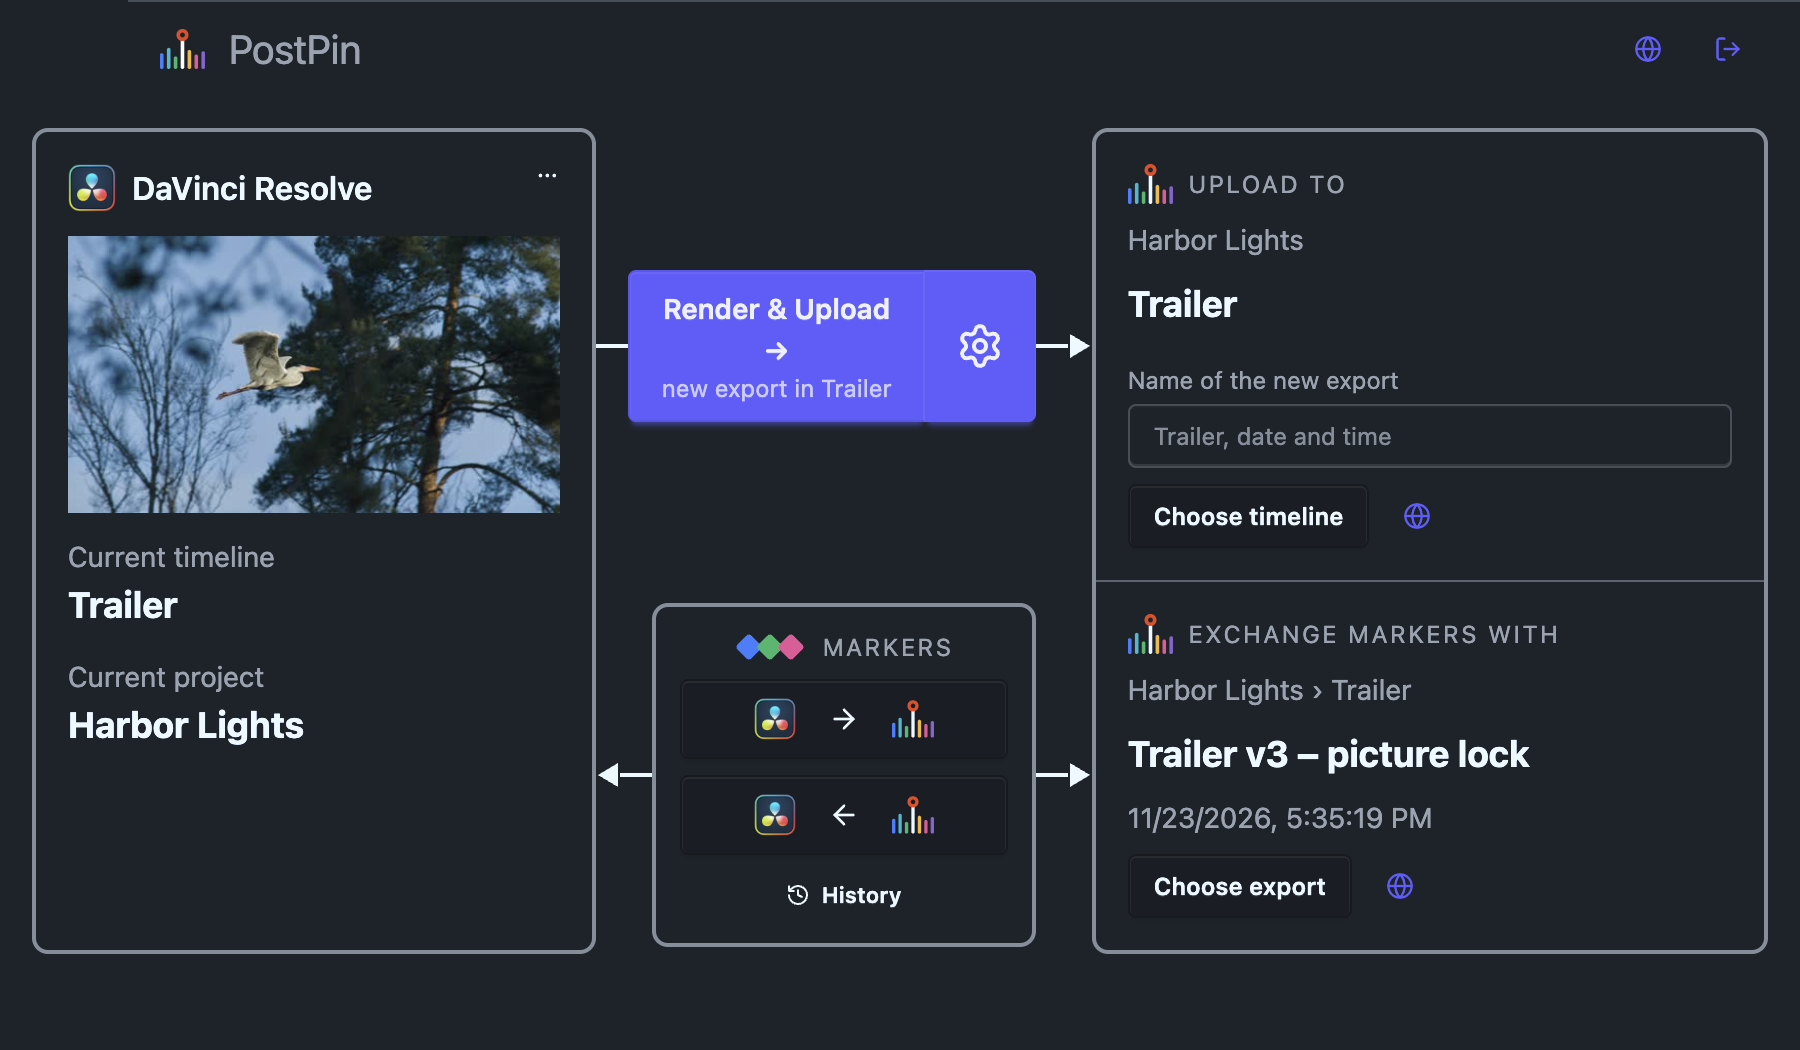 PostPin
DaVinci Resolve
...
Current timeline
Trailer
Current project
Harbor Lights
Render & Upload
→
new export in Trailer
MARKERS
→
←
History
UPLOAD TO
Harbor Lights
Trailer
Name of the new export
Trailer, date and time
Choose timeline
EXCHANGE MARKERS WITH
Harbor Lights › Trailer
Trailer v3 – picture lock
11/23/2026, 5:35:19 PM
Choose export